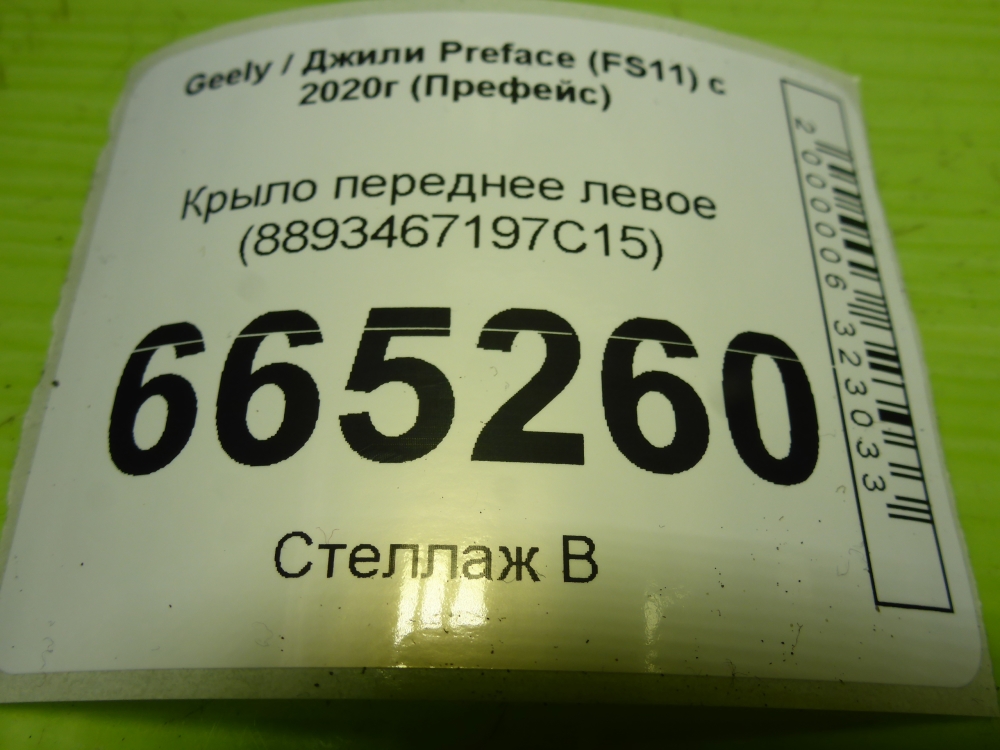 Geely / Джили Preface (FS11) с
2020г (Префейс)
Крыло переднее левое
(8893467197C15)
665260
Стеллаж В
2000006323033